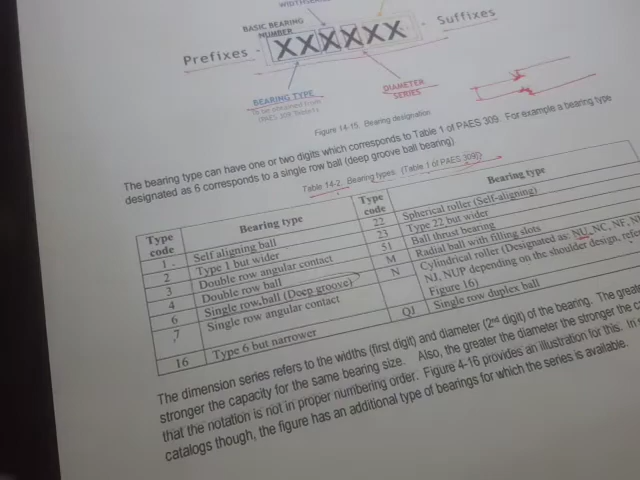 WIDTH
BASIC BEARING
NUMBER
Prefixes - XXXXXX - Suffixes
BEARING TYPE
To be obtained from
(PAES 309 Table1)
DIAMETER
SERIES
Figure 14-15. Bearing designation
The bearing type can have one or two digits which corresponds to Table 1 of PAES 309. For example a bearing type
designated as 6 corresponds to a single row ball (deep groove ball bearing)
Table 14-2. Bearing types. (Table 1 of PAES 309))
Type code Bearing type
1 Self aligning ball
2 Type 1 but wider
3 Double row angular contact
4 Double row ball
6 Single row ball (Deep groove)
7 Single row angular contact
16 Type 6 but narrower
Type code Bearing type
22 Spherical roller (Self-aligning)
23 Type 22 but wider
51 Ball thrust bearing
M Radial ball with filling slots
N Cylindrical roller (Designated as: NU, NC, NF,
NJ, NUP depending on the shoulder design,
Figure 16)
QJ Single row duplex ball
The dimension series refers to the widths (first digit) and diameter (2nd digit) of the bearing. The
stronger the capacity for the same bearing size. Also, the greater the diameter the stronger the
that the notation is not in proper numbering order. Figure 4-16 provides an illustration for this. In
catalogs though, the figure has an additional type of bearings for which the series is available.